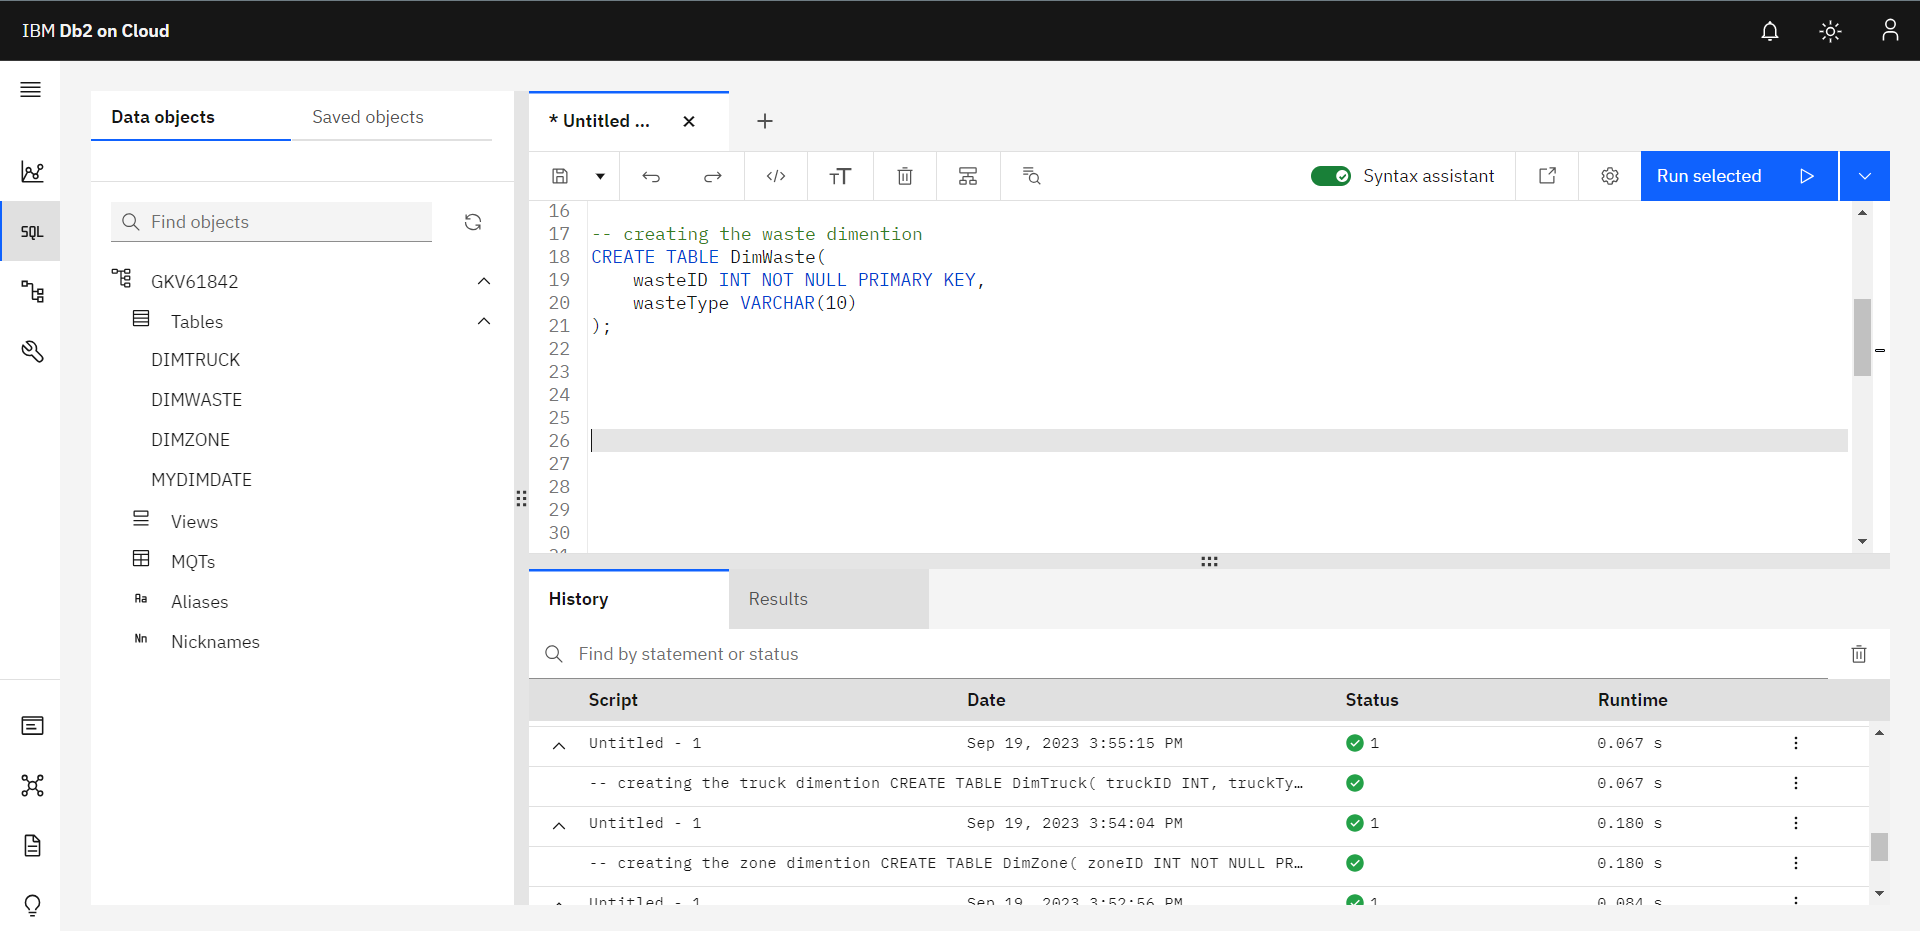 IBM Db2 on Cloud
Data objects
Saved objects
Find objects
GKV61842
Tables
DIMTRUCK
DIMWASTE
DIMZONE
MYDIMDATE
Views
MQTs
Aa Aliases
Nn Nicknames
SQL
* Untitled ...
Syntax assistant
Run selected
16
17 -- creating the waste dimention
18 CREATE TABLE DimWaste(
19 wasteID INT NOT NULL PRIMARY KEY,
20 wasteType VARCHAR(10)
21 );
22
23
24
25
26
27
28
29
30
31
History
Results
Find by statement or status
Script Date Status Runtime
Untitled - 1 Sep 19, 2023 3:55:15 PM 1 0.067 s
-- creating the truck dimention CREATE TABLE DimTruck( truckID INT, truckTy… 0.067 s
Untitled - 1 Sep 19, 2023 3:54:04 PM 1 0.180 s
-- creating the zone dimention CREATE TABLE DimZone( zoneID INT NOT NULL PR… 0.180 s
Untitled - 1 Sep 19, 2023 3:52:56 PM 1 0.084 s